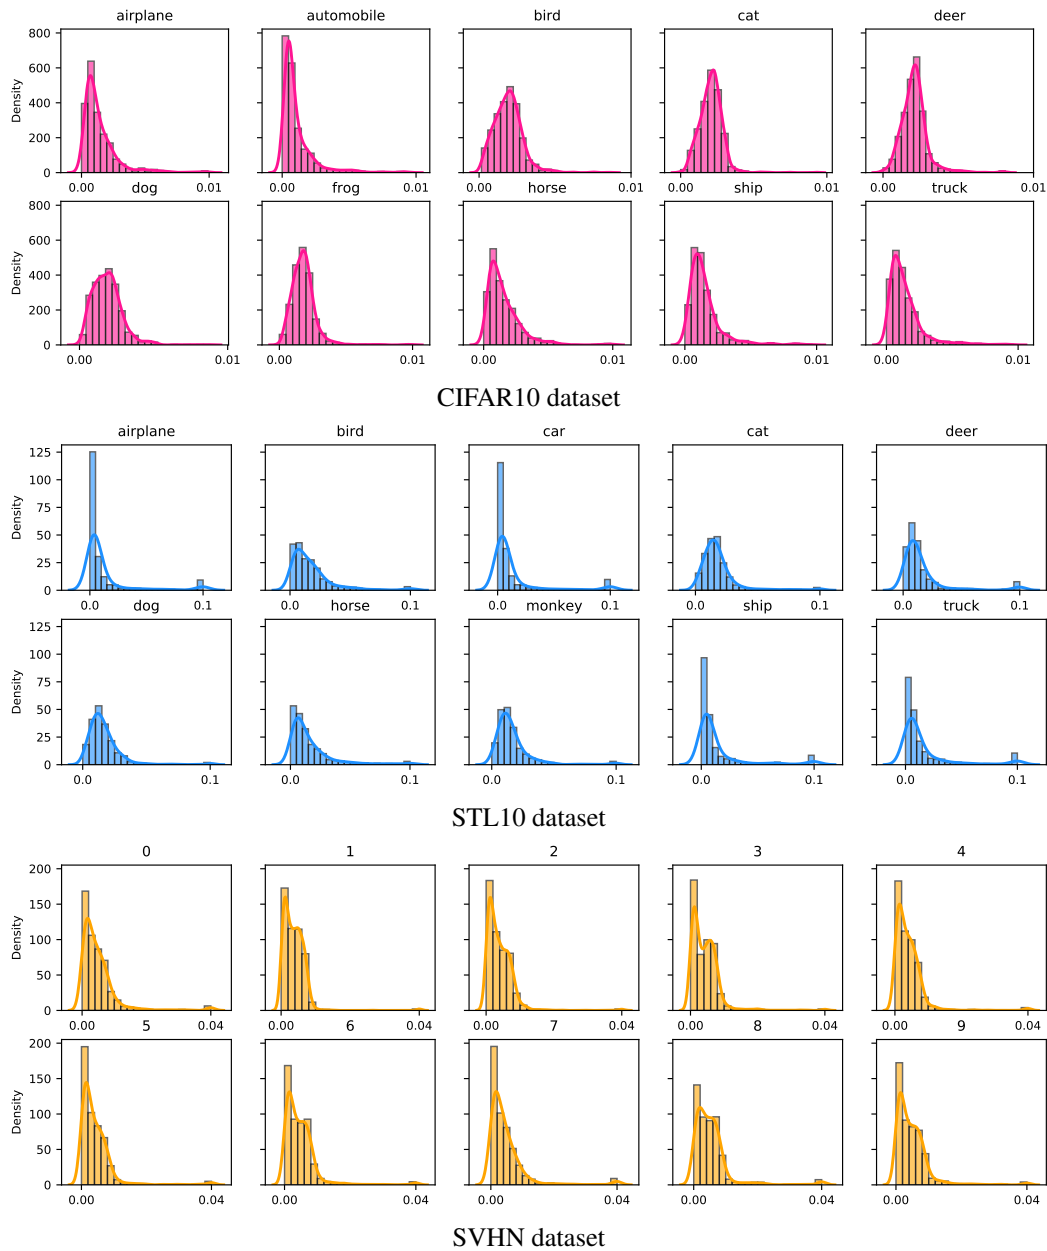 airplane automobile bird cat deer
800
600
400
200
0
Density
0.00 0.01 0.00 0.01 0.00 0.01 0.00 0.01 0.00 0.01
dog frog horse ship truck
800
600
400
200
0
Density
0.00 0.01 0.00 0.01 0.00 0.01 0.00 0.01 0.00 0.01
CIFAR10 dataset
airplane bird car cat deer
125
100
75
50
25
0
Density
0.0 0.1 0.0 0.1 0.0 0.1 0.0 0.1 0.0 0.1
dog horse monkey ship truck
125
100
75
50
25
0
Density
0.0 0.1 0.0 0.1 0.0 0.1 0.0 0.1 0.0 0.1
STL10 dataset
0 1 2 3 4
200
150
100
50
0
Density
0.00 0.04 0.00 0.04 0.00 0.04 0.00 0.04 0.00 0.04
5 6 7 8 9
200
150
100
50
0
Density
0.00 0.04 0.00 0.04 0.00 0.04 0.00 0.04 0.00 0.04
SVHN dataset